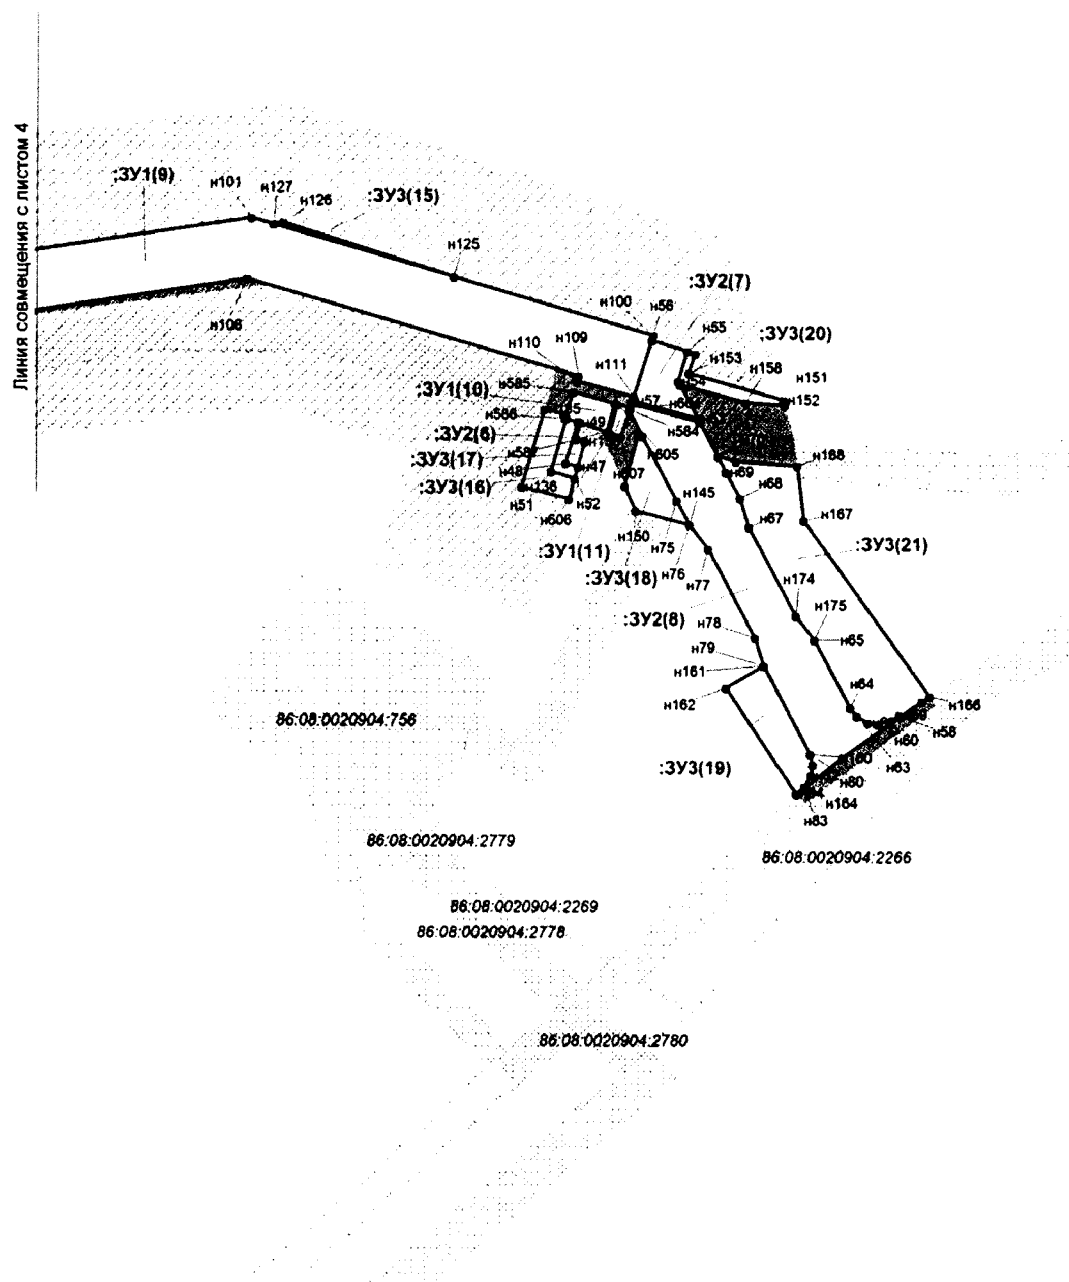 Линия совмещения с листом 4
:ЗУ1(9)
н101
н127
н126
:ЗУ3(15)
н125
н108
н100
н56
:ЗУ2(7)
н55
:ЗУ3(20)
н153
н158
н151
н152
н110
н109
н111
:ЗУ1(10)
н585
н57
н584
н586
н49
:ЗУ2(6)
:ЗУ3(17)
н48
н47
н605
н607
:ЗУ3(16)
н136
н51
н52
н606
н69
н68
н168
н67
н167
н145
н150
н75
:ЗУ1(11)
:ЗУ3(18)
н76
н77
:ЗУ3(21)
н174
н175
н65
:ЗУ2(8)
н78
н79
н161
н162
н64
н166
н58
н60
н63
:ЗУ3(19)
н80
н164
н83
86:08:0020904:756
86:08:0020904:2779
86:08:0020904:2266
86:08:0020904:2269
86:08:0020904:2778
86:08:0020904:2780